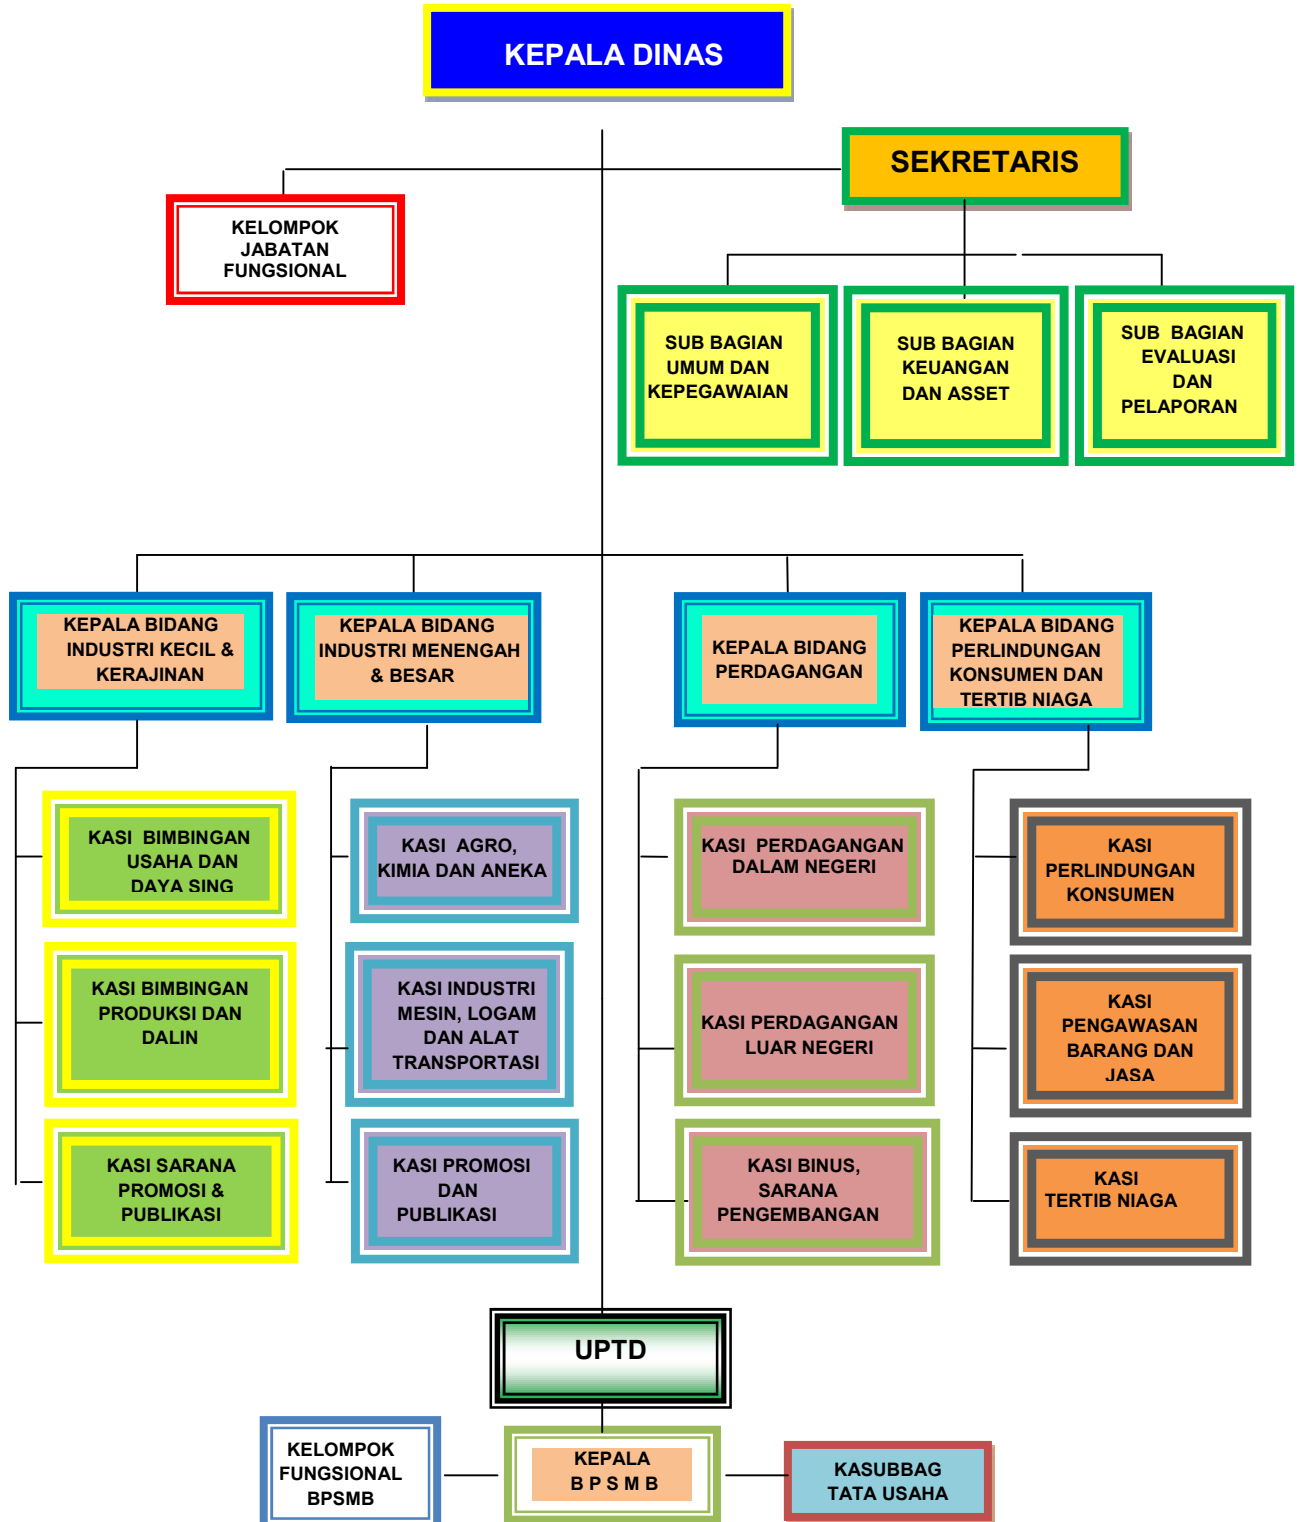 KEPALA DINAS
SEKRETARIS
KELOMPOK
JABATAN
FUNGSIONAL
SUB BAGIAN
UMUM DAN
KEPEGAWAIAN
SUB BAGIAN
KEUANGAN
DAN ASSET
SUB BAGIAN
EVALUASI
DAN
PELAPORAN
KEPALA BIDANG
INDUSTRI KECIL &
KERAJINAN
KEPALA BIDANG
INDUSTRI MENENGAH
& BESAR
KEPALA BIDANG
PERDAGANGAN
KEPALA BIDANG
PERLINDUNGAN
KONSUMEN DAN
TERTIB NIAGA
KASI BIMBINGAN
USAHA DAN
DAYA SING
KASI AGRO,
KIMIA DAN ANEKA
KASI PERDAGANGAN
DALAM NEGERI
KASI
PERLINDUNGAN
KONSUMEN
KASI BIMBINGAN
PRODUKSI DAN
DALIN
KASI INDUSTRI
MESIN, LOGAM
DAN ALAT
TRANSPORTASI
KASI PERDAGANGAN
LUAR NEGERI
KASI
PENGAWASAN
BARANG DAN
JASA
KASI SARANA
PROMOSI &
PUBLIKASI
KASI PROMOSI
DAN
PUBLIKASI
KASI BINUS,
SARANA
PENGEMBANGAN
KASI
TERTIB NIAGA
UPTD
KELOMPOK
FUNGSIONAL
BPSMB
KEPALA
B P S M B
KASUBBAG
TATA USAHA